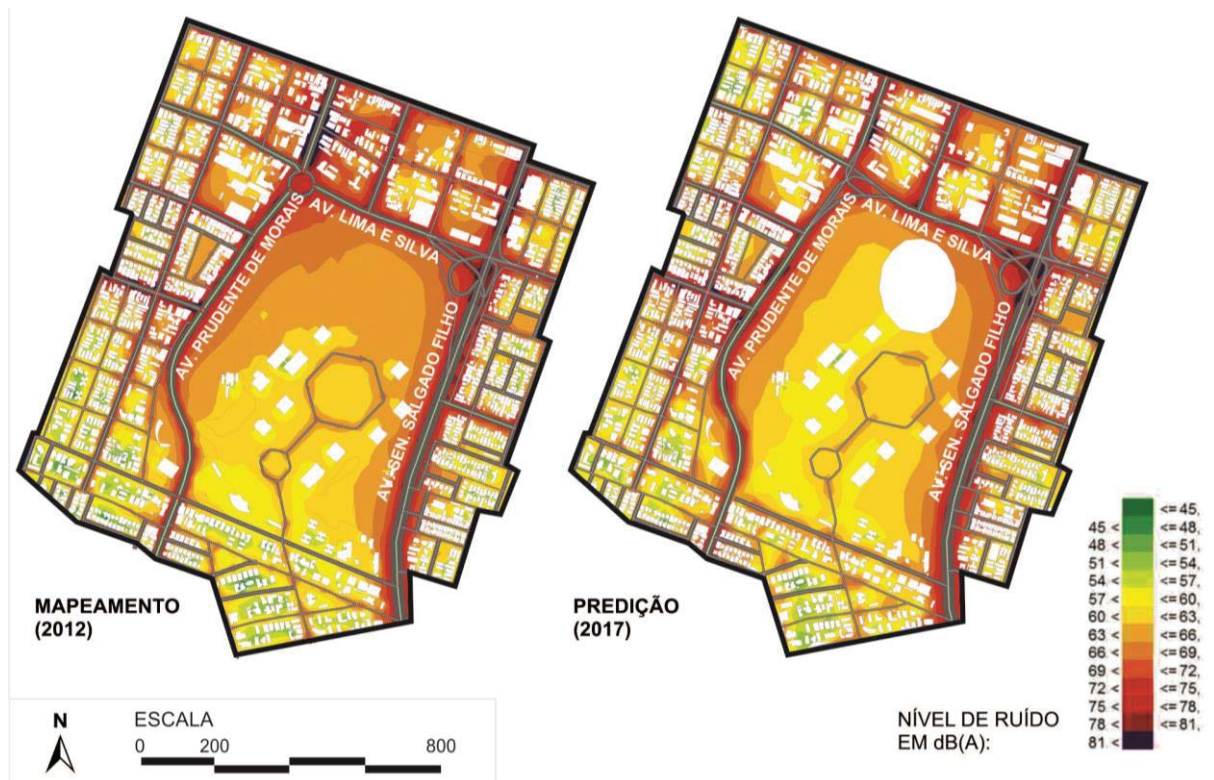 AV. PRUDENTE DE MORAIS
AV. LIMA E SILVA
AV. SEN. SALGADO FILHO
MAPEAMENTO
(2012)
AV. PRUDENTE DE MORAIS
AV. LIMA E SILVA
AV. SEN. SALGADO FILHO
PREDIÇÃO
(2017)
N
ESCALA
0 200 800
NÍVEL DE RUÍDO
EM dB(A):
<= 45,
45 < <= 48,
48 < <= 51,
51 < <= 54,
54 < <= 57,
57 < <= 60,
60 < <= 63,
63 < <= 66,
66 < <= 69,
69 < <= 72,
72 < <= 75,
75 < <= 78,
78 < <= 81,
81 <